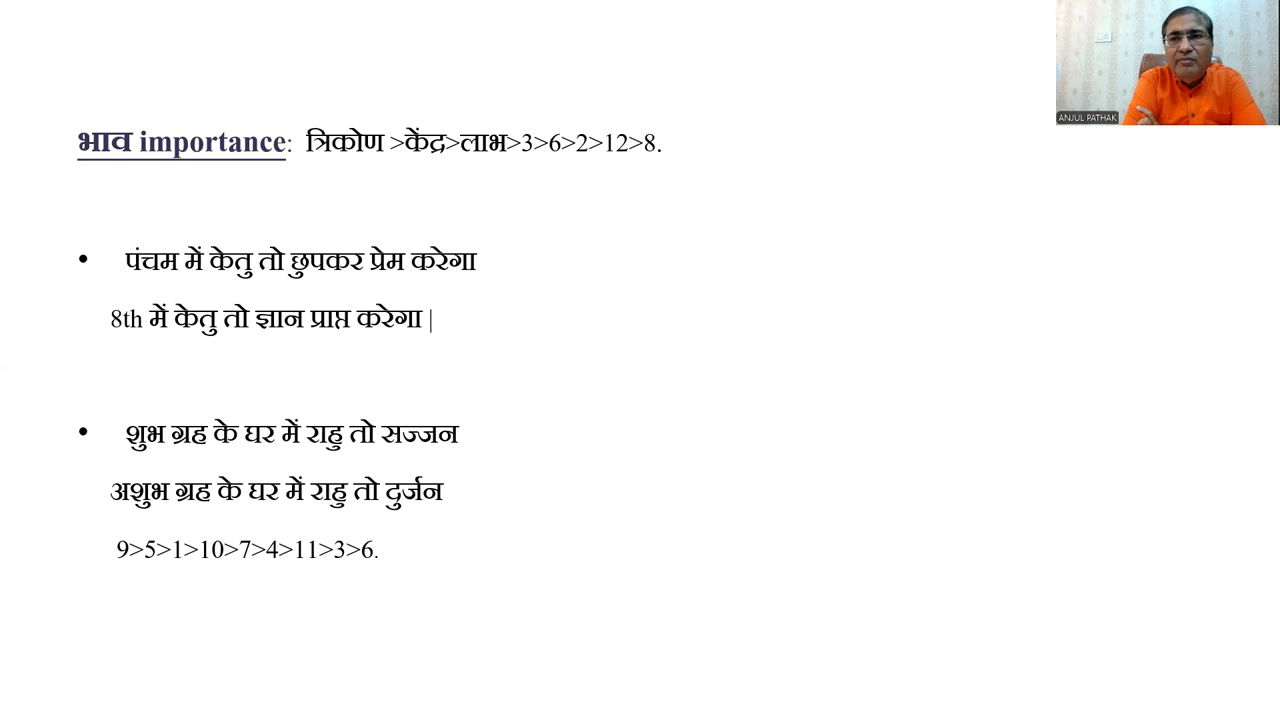 ANJUL PATHAK
भाव importance: त्रिकोण >केंद्र>लाभ>3>6>2>12>8.
• पंचम में केतु तो छुपकर प्रेम करेगा
8th में केतु तो ज्ञान प्राप्त करेगा |
• शुभ ग्रह के घर में राहु तो सज्जन
अशुभ ग्रह के घर में राहु तो दुर्जन
9>5>1>10>7>4>11>3>6.